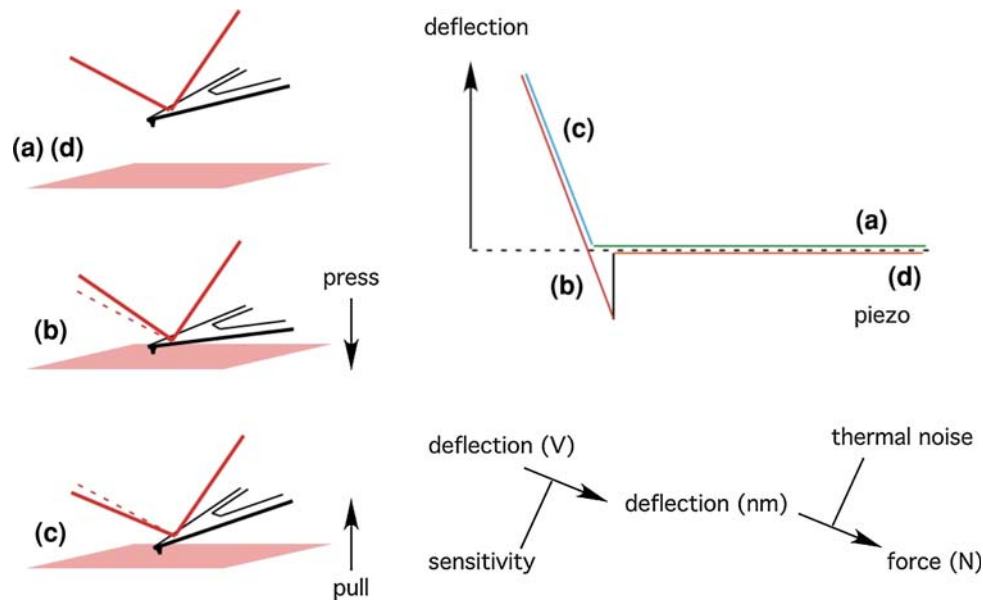 (a) (d)
(b)
press
(c)
pull
deflection
(c)
(a)
(b)
(d)
piezo
deflection (V)
thermal noise
deflection (nm)
sensitivity
force (N)